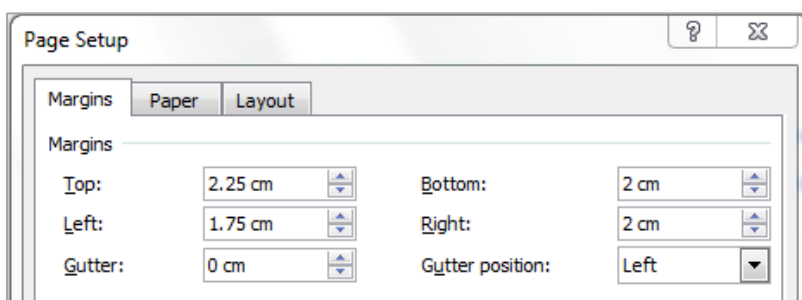 Page Setup ?
Margins Paper Layout
Margins
Top: 2.25 cm Bottom: 2 cm
Left: 1.75 cm Right: 2 cm
Gutter: 0 cm Gutter position: Left